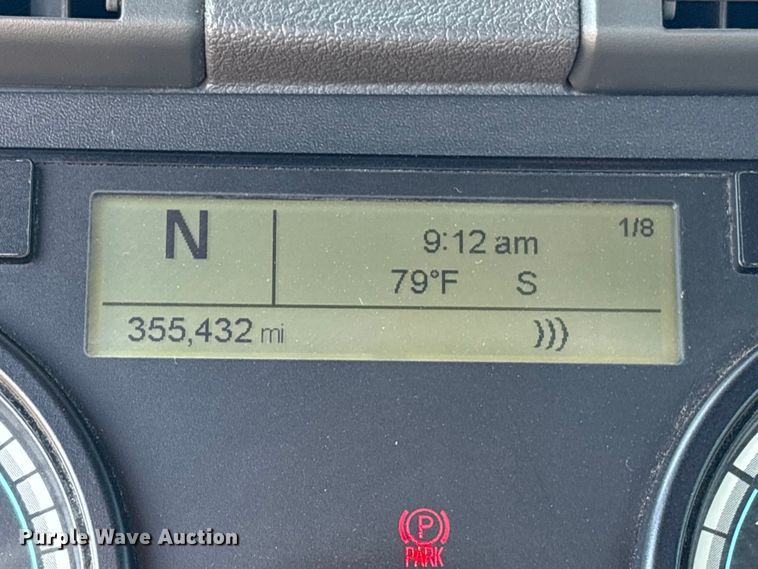 N
9:12 am
1/8
79°F S
355,432 mi
)))
P
PARK
Purple Wave Auction